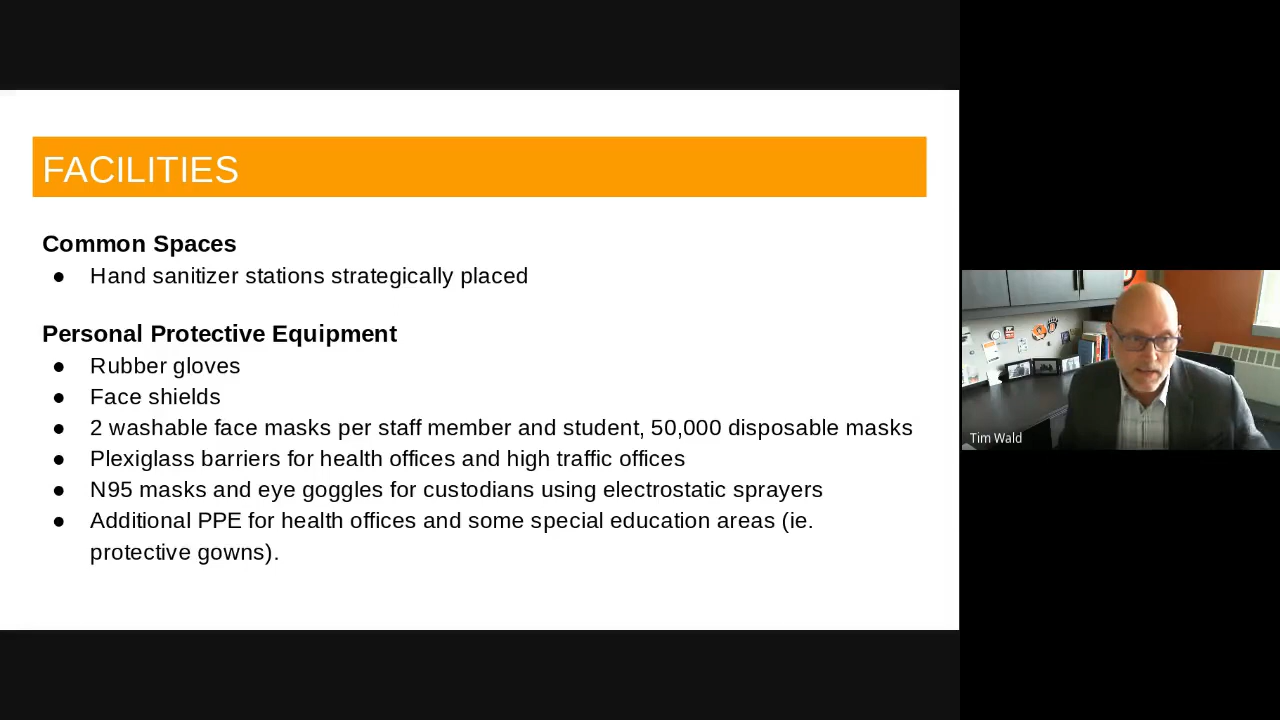 FACILITIES
Common Spaces
● Hand sanitizer stations strategically placed
Personal Protective Equipment
● Rubber gloves
● Face shields
● 2 washable face masks per staff member and student, 50,000 disposable masks
● Plexiglass barriers for health offices and high traffic offices
● N95 masks and eye goggles for custodians using electrostatic sprayers
● Additional PPE for health offices and some special education areas (ie.
protective gowns).
Tim Wald